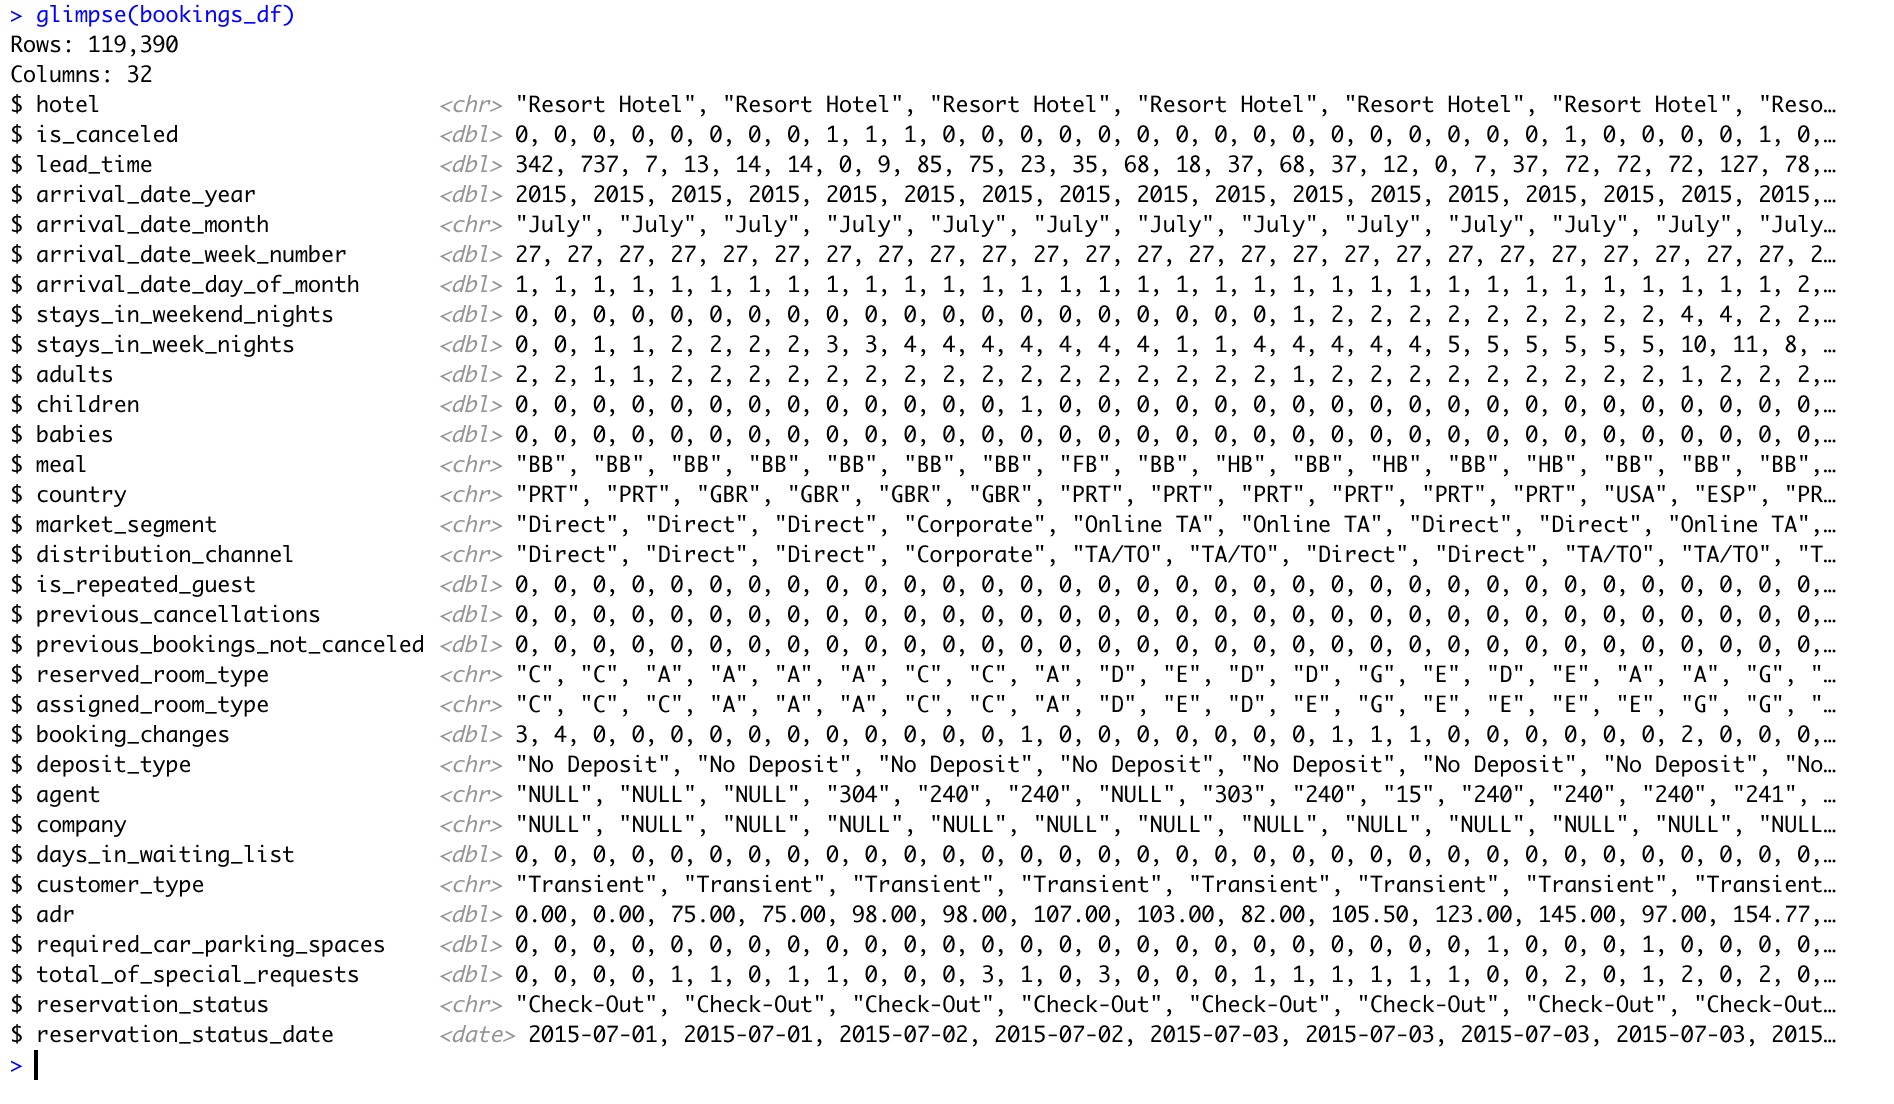 > glimpse(bookings_df)
Rows: 119,390
Columns: 32
$ hotel <chr> "Resort Hotel", "Resort Hotel", "Resort Hotel", "Resort Hotel", "Resort Hotel", "Resort Hotel", "Reso…
$ is_canceled <dbl> 0, 0, 0, 0, 0, 0, 0, 0, 1, 1, 1, 0, 0, 0, 0, 0, 0, 0, 0, 0, 0, 0, 0, 0, 0, 0, 0, 1, 0, 0, 0, 0, 1, 0,…
$ lead_time <dbl> 342, 737, 7, 13, 14, 14, 0, 9, 85, 75, 23, 35, 68, 18, 37, 68, 37, 12, 0, 7, 37, 72, 72, 72, 127, 78,…
$ arrival_date_year <dbl> 2015, 2015, 2015, 2015, 2015, 2015, 2015, 2015, 2015, 2015, 2015, 2015, 2015, 2015, 2015, 2015, 2015,…
$ arrival_date_month <chr> "July", "July", "July", "July", "July", "July", "July", "July", "July", "July", "July", "July", "July…
$ arrival_date_week_number <dbl> 27, 27, 27, 27, 27, 27, 27, 27, 27, 27, 27, 27, 27, 27, 27, 27, 27, 27, 27, 27, 27, 27, 27, 27, 27, 2…
$ arrival_date_day_of_month <dbl> 1, 1, 1, 1, 1, 1, 1, 1, 1, 1, 1, 1, 1, 1, 1, 1, 1, 1, 1, 1, 1, 1, 1, 1, 1, 1, 1, 1, 1, 1, 1, 1, 1, 2,…
$ stays_in_weekend_nights <dbl> 0, 0, 0, 0, 0, 0, 0, 0, 0, 0, 0, 0, 0, 0, 0, 0, 0, 0, 0, 0, 1, 2, 2, 2, 2, 2, 2, 2, 2, 2, 4, 4, 2, 2,…
$ stays_in_week_nights <dbl> 0, 0, 1, 1, 2, 2, 2, 2, 3, 3, 4, 4, 4, 4, 4, 4, 4, 1, 1, 4, 4, 4, 4, 4, 5, 5, 5, 5, 5, 5, 10, 11, 8, …
$ adults <dbl> 2, 2, 1, 1, 2, 2, 2, 2, 2, 2, 2, 2, 2, 2, 2, 2, 2, 2, 2, 2, 1, 2, 2, 2, 2, 2, 2, 2, 2, 2, 1, 2, 2, 2,…
$ children <dbl> 0, 0, 0, 0, 0, 0, 0, 0, 0, 0, 0, 0, 0, 1, 0, 0, 0, 0, 0, 0, 0, 0, 0, 0, 0, 0, 0, 0, 0, 0, 0, 0, 0, 0,…
$ babies <dbl> 0, 0, 0, 0, 0, 0, 0, 0, 0, 0, 0, 0, 0, 0, 0, 0, 0, 0, 0, 0, 0, 0, 0, 0, 0, 0, 0, 0, 0, 0, 0, 0, 0, 0,…
$ meal <chr> "BB", "BB", "BB", "BB", "BB", "BB", "BB", "FB", "BB", "HB", "BB", "HB", "BB", "HB", "BB", "BB", "BB",…
$ country <chr> "PRT", "PRT", "GBR", "GBR", "GBR", "GBR", "PRT", "PRT", "PRT", "PRT", "PRT", "PRT", "USA", "ESP", "PR…
$ market_segment <chr> "Direct", "Direct", "Direct", "Corporate", "Online TA", "Online TA", "Direct", "Direct", "Online TA",…
$ distribution_channel <chr> "Direct", "Direct", "Direct", "Corporate", "TA/TO", "TA/TO", "Direct", "Direct", "TA/TO", "TA/TO", "T…
$ is_repeated_guest <dbl> 0, 0, 0, 0, 0, 0, 0, 0, 0, 0, 0, 0, 0, 0, 0, 0, 0, 0, 0, 0, 0, 0, 0, 0, 0, 0, 0, 0, 0, 0, 0, 0, 0, 0,…
$ previous_cancellations <dbl> 0, 0, 0, 0, 0, 0, 0, 0, 0, 0, 0, 0, 0, 0, 0, 0, 0, 0, 0, 0, 0, 0, 0, 0, 0, 0, 0, 0, 0, 0, 0, 0, 0, 0,…
$ previous_bookings_not_canceled <dbl> 0, 0, 0, 0, 0, 0, 0, 0, 0, 0, 0, 0, 0, 0, 0, 0, 0, 0, 0, 0, 0, 0, 0, 0, 0, 0, 0, 0, 0, 0, 0, 0, 0, 0,…
$ reserved_room_type <chr> "C", "C", "A", "A", "A", "A", "C", "C", "A", "D", "E", "D", "D", "G", "E", "D", "E", "A", "A", "G", "…
$ assigned_room_type <chr> "C", "C", "C", "A", "A", "A", "C", "C", "A", "D", "E", "D", "E", "G", "E", "E", "E", "E", "G", "G", "…
$ booking_changes <dbl> 3, 4, 0, 0, 0, 0, 0, 0, 0, 0, 0, 0, 0, 1, 0, 0, 0, 0, 0, 0, 0, 1, 1, 1, 0, 0, 0, 0, 0, 0, 2, 0, 0, 0,…
$ deposit_type <chr> "No Deposit", "No Deposit", "No Deposit", "No Deposit", "No Deposit", "No Deposit", "No Deposit", "No…
$ agent <chr> "NULL", "NULL", "NULL", "304", "240", "240", "NULL", "303", "240", "15", "240", "240", "240", "241", …
$ company <chr> "NULL", "NULL", "NULL", "NULL", "NULL", "NULL", "NULL", "NULL", "NULL", "NULL", "NULL", "NULL", "NULL…
$ days_in_waiting_list <dbl> 0, 0, 0, 0, 0, 0, 0, 0, 0, 0, 0, 0, 0, 0, 0, 0, 0, 0, 0, 0, 0, 0, 0, 0, 0, 0, 0, 0, 0, 0, 0, 0, 0, 0,…
$ customer_type <chr> "Transient", "Transient", "Transient", "Transient", "Transient", "Transient", "Transient", "Transient…
$ adr <dbl> 0.00, 0.00, 75.00, 75.00, 98.00, 98.00, 107.00, 103.00, 82.00, 105.50, 123.00, 145.00, 97.00, 154.77,…
$ required_car_parking_spaces <dbl> 0, 0, 0, 0, 0, 0, 0, 0, 0, 0, 0, 0, 0, 0, 0, 0, 0, 0, 0, 0, 0, 0, 0, 0, 0, 1, 0, 0, 0, 1, 0, 0, 0, 0,…
$ total_of_special_requests <dbl> 0, 0, 0, 0, 1, 1, 0, 1, 1, 0, 0, 0, 3, 1, 0, 3, 0, 0, 0, 1, 1, 1, 1, 1, 1, 0, 0, 2, 0, 1, 2, 0, 2, 0,…
$ reservation_status <chr> "Check-Out", "Check-Out", "Check-Out", "Check-Out", "Check-Out", "Check-Out", "Check-Out", "Check-Out…
$ reservation_status_date <date> 2015-07-01, 2015-07-01, 2015-07-02, 2015-07-02, 2015-07-03, 2015-07-03, 2015-07-03, 2015-07-03, 2015…
>